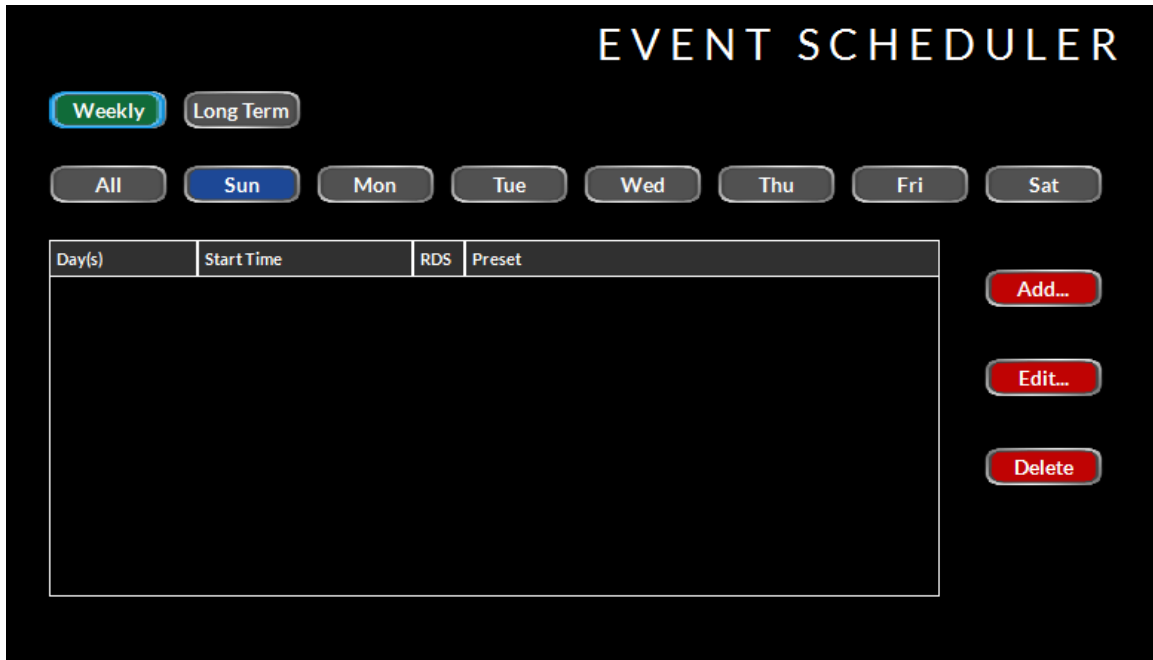 EVENT SCHEDULER
Weekly Long Term
All Sun Mon Tue Wed Thu Fri Sat
Day(s) Start Time RDS Preset
Add...
Edit...
Delete